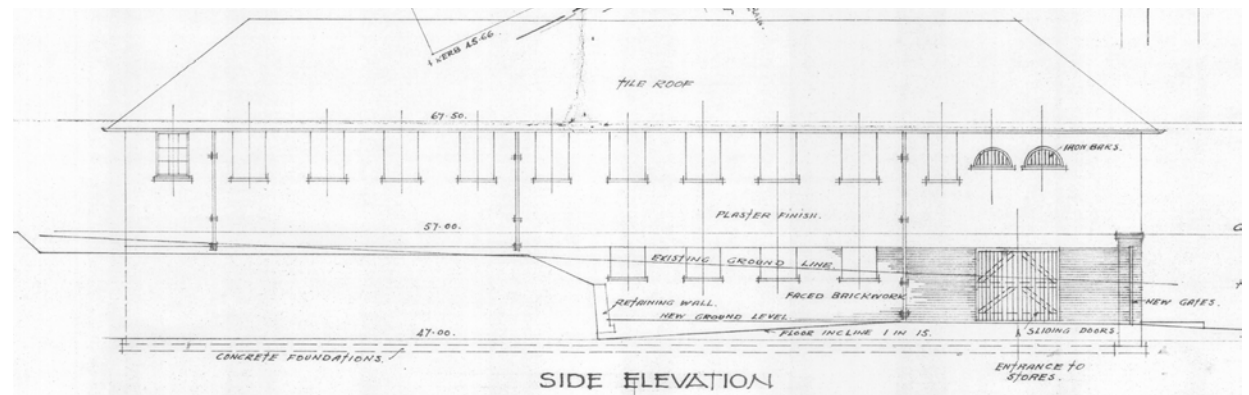 KERB 45.66
TILE ROOF
67.50.
IRON BARS.
PLASTER FINISH.
57.00.
EXISTING GROUND LINE.
FACED BRICKWORK
RETAINING WALL.
NEW GATES.
NEW GROUND LEVEL.
47.00.
FLOOR INCLINE 1 IN 15.
SLIDING DOORS.
CONCRETE FOUNDATIONS.
ENTRANCE TO
STORES.
SIDE ELEVATION